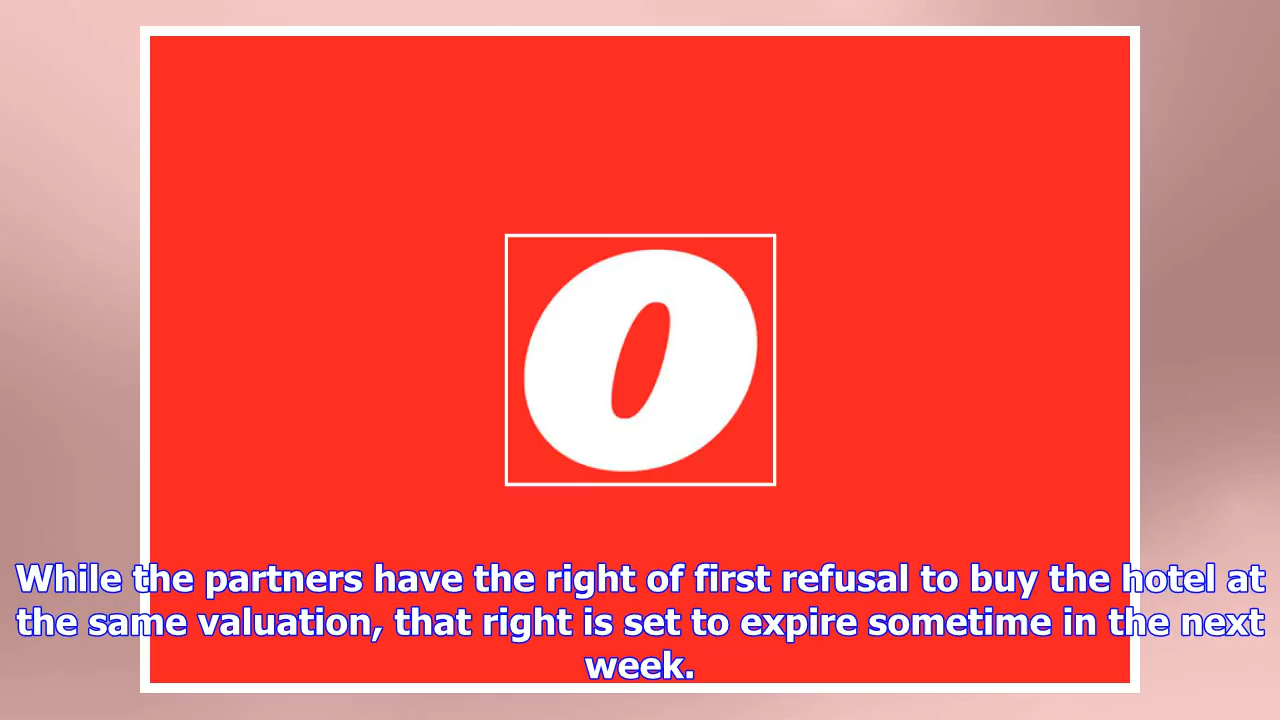 O
While the partners have the right of first refusal to buy the hotel at
the same valuation, that right is set to expire sometime in the next
week.